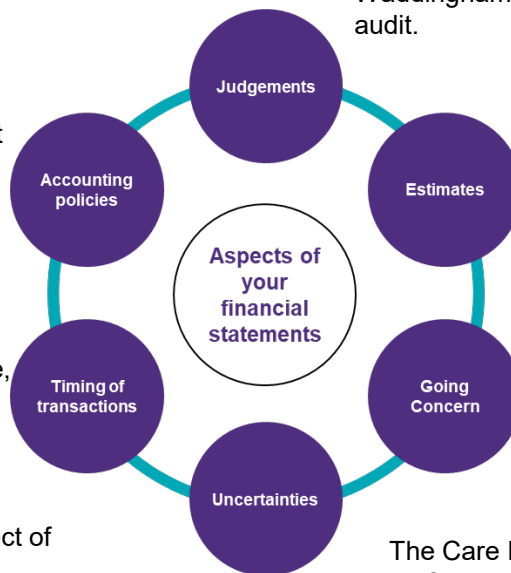 audit.
Judgements
Accounting
policies
Estimates
Aspects of
your
financial
statements
Timing of
transactions
Going
Concern
Uncertainties
The Care